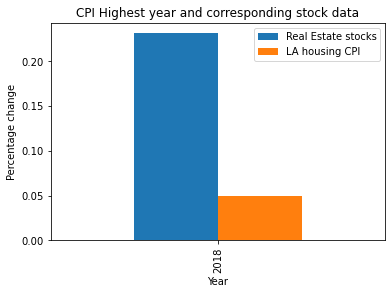 CPI Highest year and corresponding stock data
Real Estate stocks
LA housing CPI
Percentage change
0.20
0.15
0.10
0.05
0.00
2018
Year